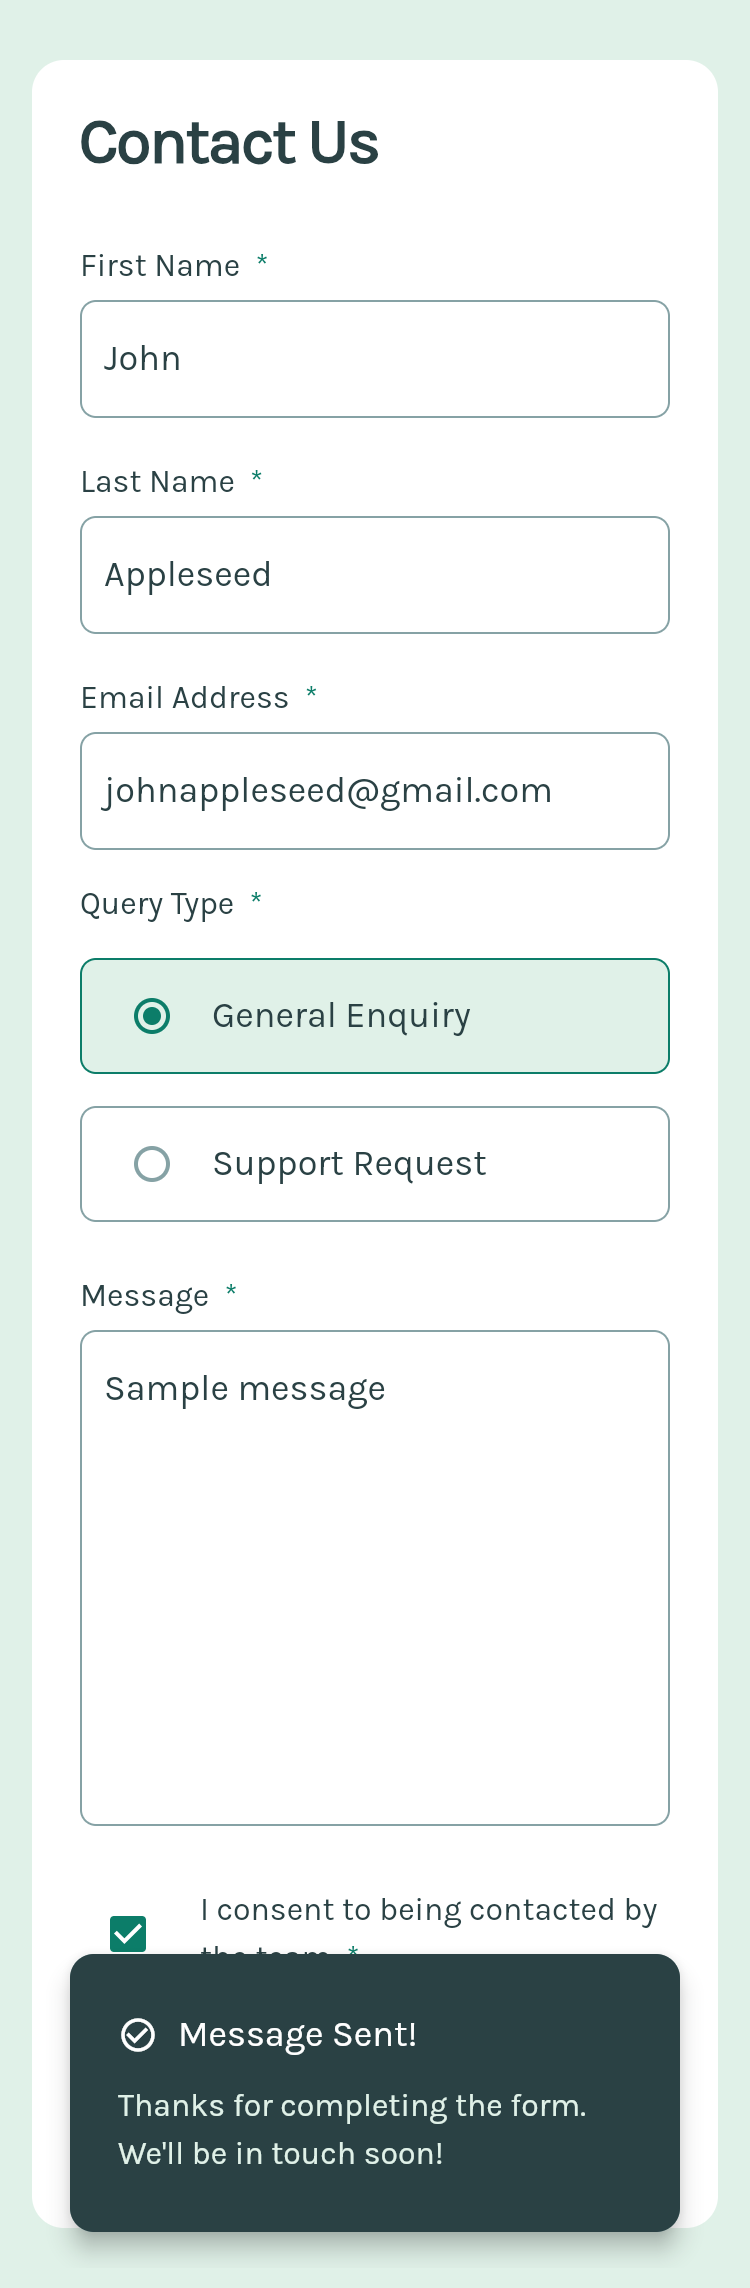 Contact Us
First Name *
John
Last Name *
Appleseed
Email Address *
johnappleseed@gmail.com
Query Type *
General Enquiry
Support Request
Message *
Sample message
I consent to being contacted by
the team *
Message Sent!
Thanks for completing the form.
We'll be in touch soon!